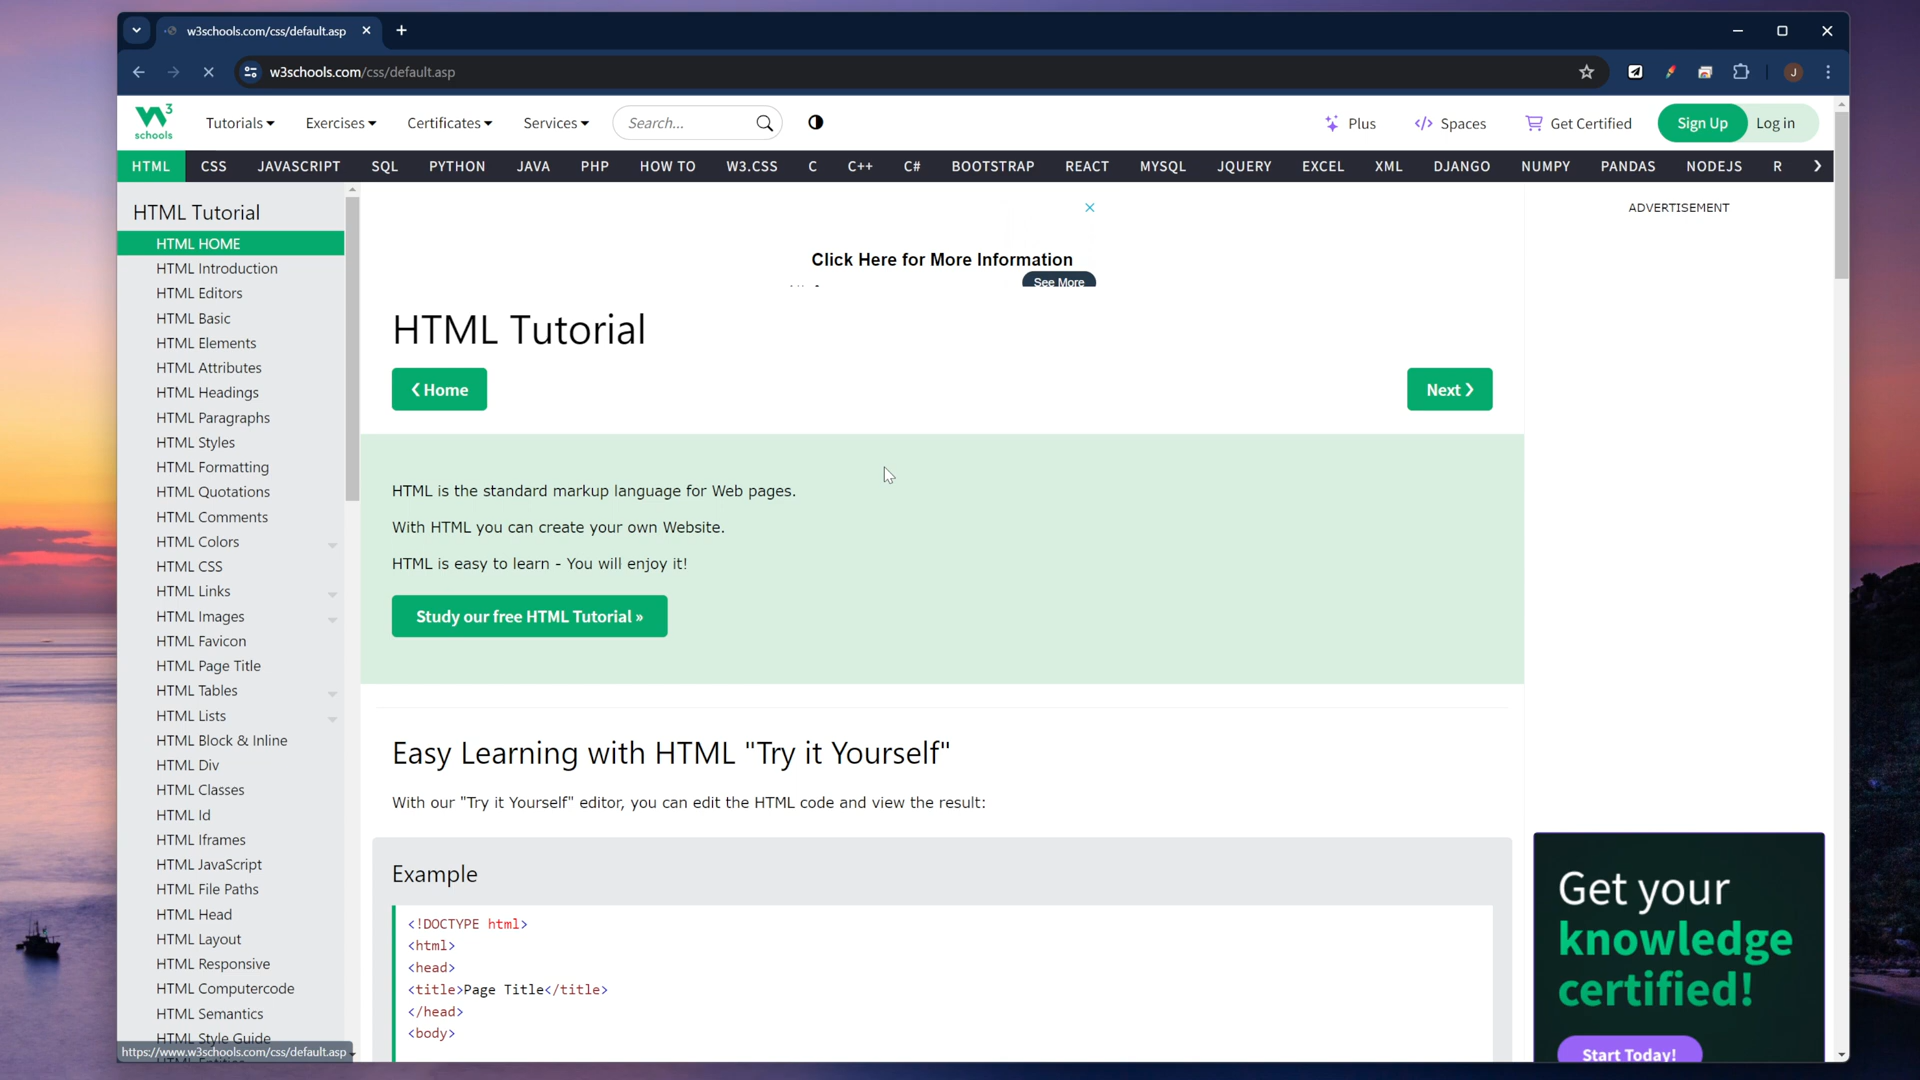 w3schools.com/css/default.asp
w3schools.com/css/default.asp
J
W3
schools
Tutorials
Exercises
Certificates
Services
Search...
Plus
Spaces
Get Certified
Sign Up
Log in
HTML CSS JAVASCRIPT SQL PYTHON JAVA PHP HOW TO W3.CSS C C++ C# BOOTSTRAP REACT MYSQL JQUERY EXCEL XML DJANGO NUMPY PANDAS NODEJS R
HTML Tutorial
HTML HOME
HTML Introduction
HTML Editors
HTML Basic
HTML Elements
HTML Attributes
HTML Headings
HTML Paragraphs
HTML Styles
HTML Formatting
HTML Quotations
HTML Comments
HTML Colors
HTML CSS
HTML Links
HTML Images
HTML Favicon
HTML Page Title
HTML Tables
HTML Lists
HTML Block & Inline
HTML Div
HTML Classes
HTML Id
HTML Iframes
HTML JavaScript
HTML File Paths
HTML Head
HTML Layout
HTML Responsive
HTML Computercode
HTML Semantics
HTML Style Guide
https://www.w3schools.com/css/default.asp
Click Here for More Information
See More
HTML Tutorial
❮ Home
Next ❯
HTML is the standard markup language for Web pages.
With HTML you can create your own Website.
HTML is easy to learn - You will enjoy it!
Study our free HTML Tutorial »
Easy Learning with HTML "Try it Yourself"
With our "Try it Yourself" editor, you can edit the HTML code and view the result:
Example
<!DOCTYPE html>
<html>
<head>
<title>Page Title</title>
</head>
<body>
ADVERTISEMENT
Get your
knowledge
certified!
Start Today!